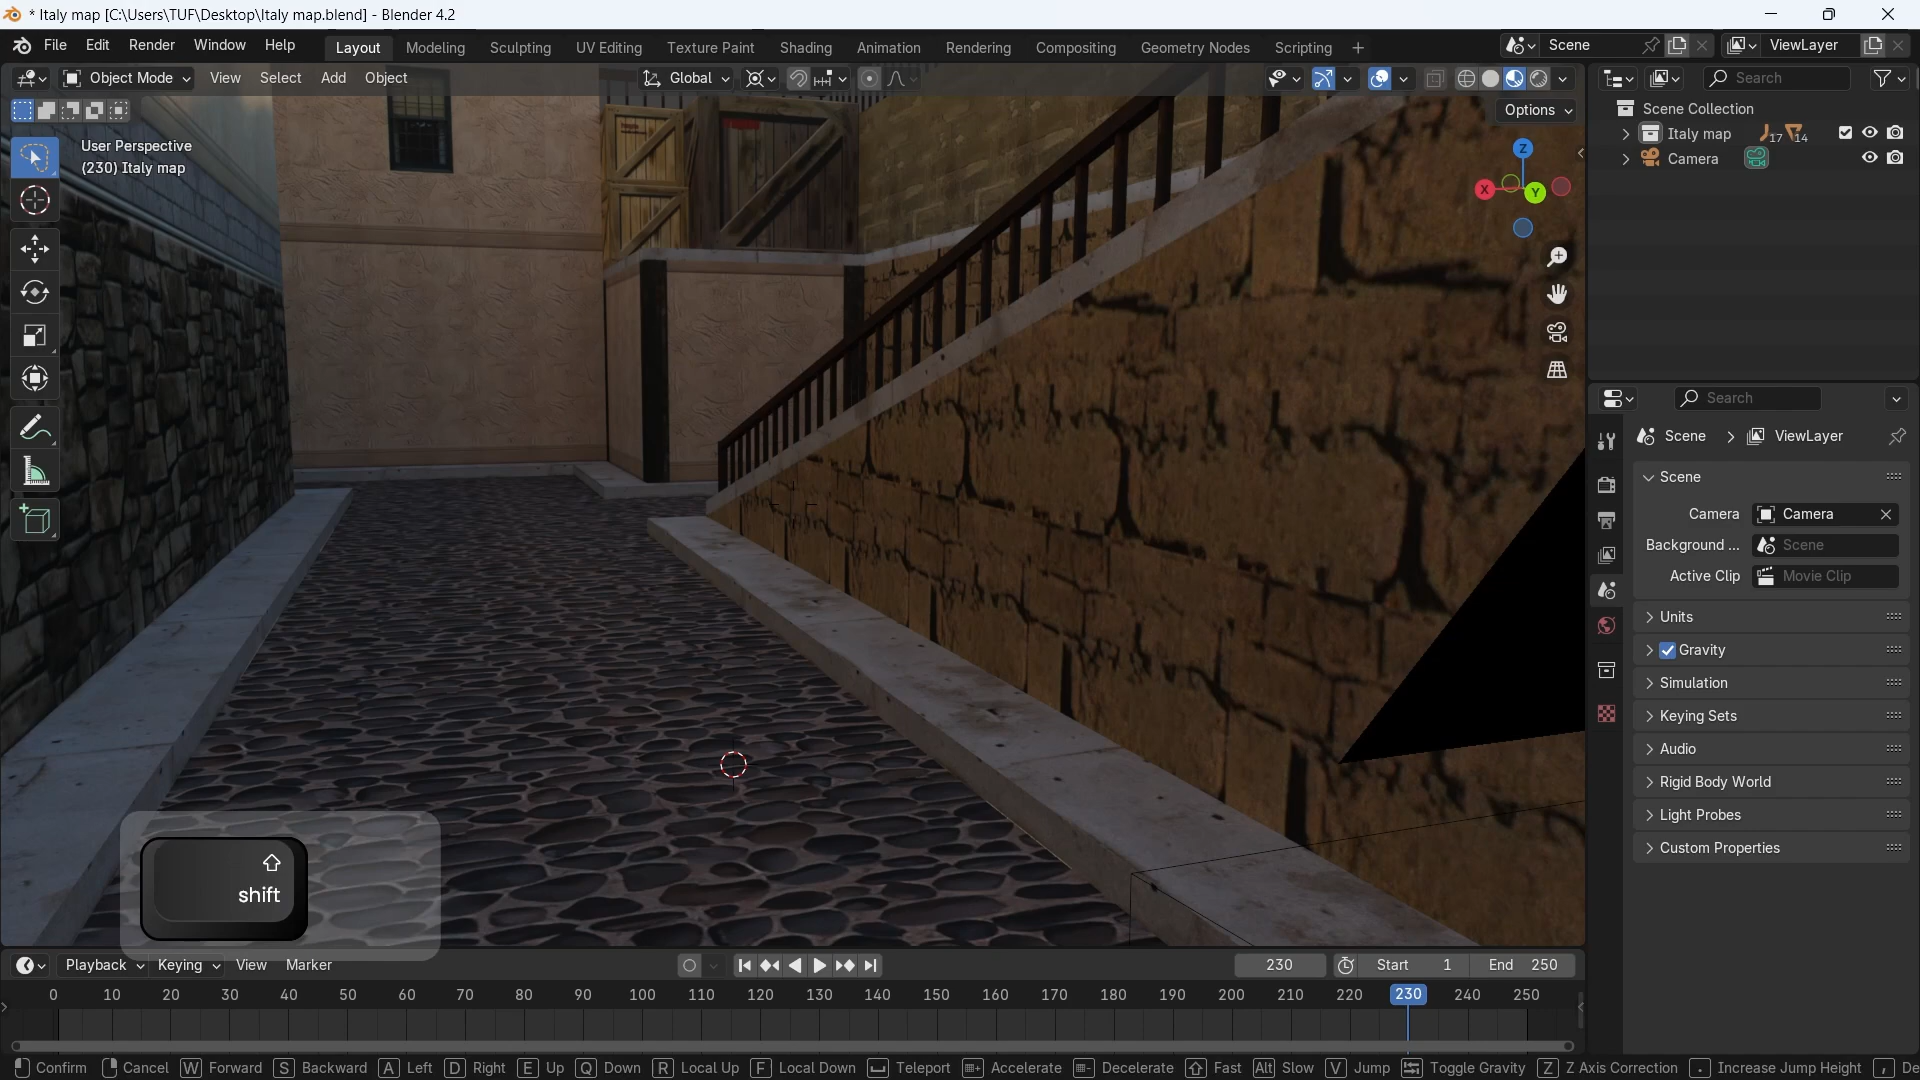 * Italy map [C:\Users\TUF\Desktop\Italy map.blend] - Blender 4.2
File Edit Render Window Help Layout Modeling Sculpting UV Editing Texture Paint Shading Animation Rendering Compositing Geometry Nodes Scripting + Scene ViewLayer
Object Mode View Select Add Object Global Search
Options
User Perspective
(230) Italy map
Z
X
Y
Scene Collection
Italy map 17 14
Camera
Search
Scene > ViewLayer
Scene
Camera Camera
Background ... Scene
Active Clip Movie Clip
Units
Gravity
Simulation
Keying Sets
Audio
Rigid Body World
Light Probes
Custom Properties
shift
Playback Keying View Marker 230 Start 1 End 250
0 10 20 30 40 50 60 70 80 90 100 110 120 130 140 150 160 170 180 190 200 210 220 230 240 250
Confirm Cancel W Forward S Backward A Left D Right E Up Q Down R Local Up F Local Down Teleport Accelerate Decelerate Fast Alt Slow V Jump Toggle Gravity Z Z Axis Correction . Increase Jump Height , De